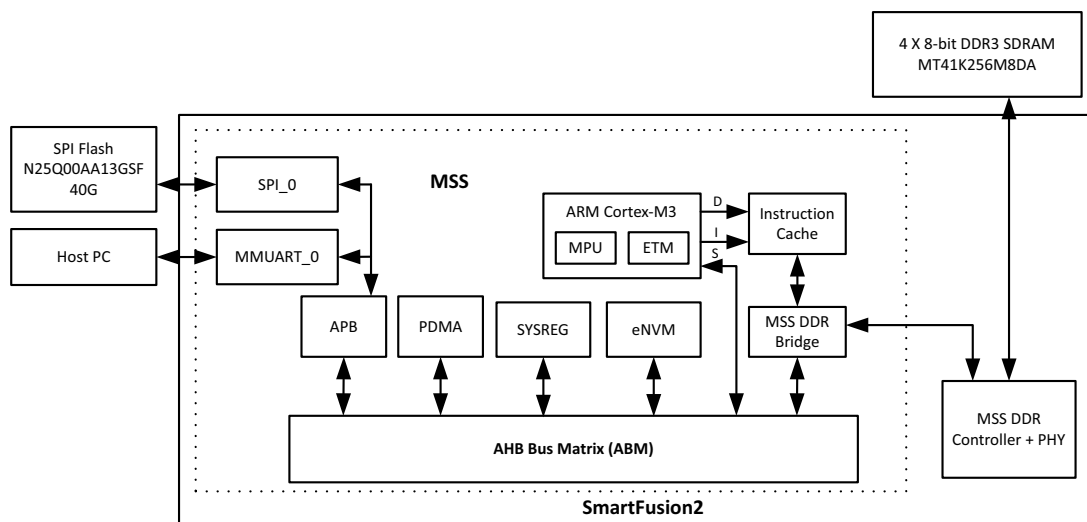 4 X 8-bit DDR3 SDRAM
MT41K256M8DA
SPI Flash
N25Q00AA13GSF
40G
SPI_0
MSS
ARM Cortex-M3
MPU
ETM
D
I
S
Instruction
Cache
Host PC
MMUART_0
APB
PDMA
SYSREG
eNVM
MSS DDR
Bridge
MSS DDR
Controller + PHY
AHB Bus Matrix (ABM)
SmartFusion2